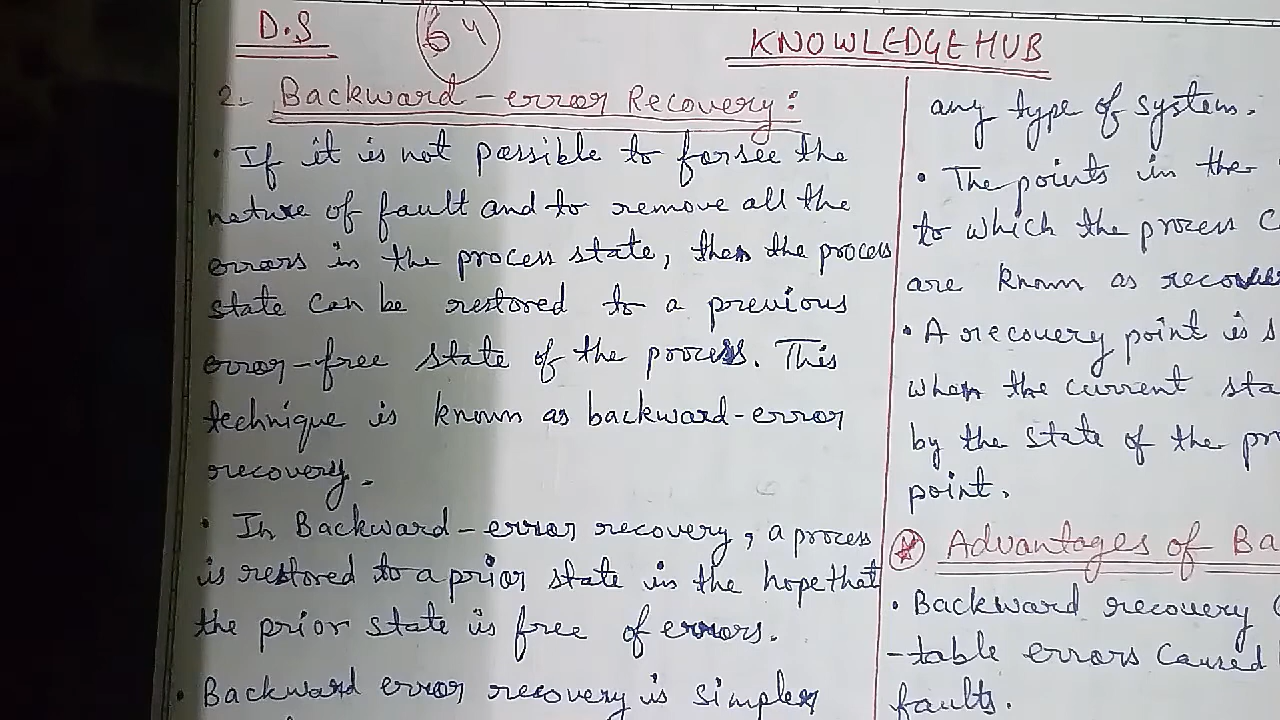 D.S
64
KNOWLEDGEHUB
2. Backward-error Recovery:
• If it is not possible to forsee the
nature of fault and to remove all the
errors in the process state, then the process
state can be restored to a previous
error-free state of the process. This
technique is known as backward-error
recovery.
• In Backward-error recovery, a process
is restored to a prior state in the hope that
the prior state is free of errors.
• Backward error recovery is simpler
any type of system.
• The points in the
to which the process
are known as
• A recovery point is
when the current
by the state of the
point.
Advantages of
• Backward recovery
-table errors caused
faults.